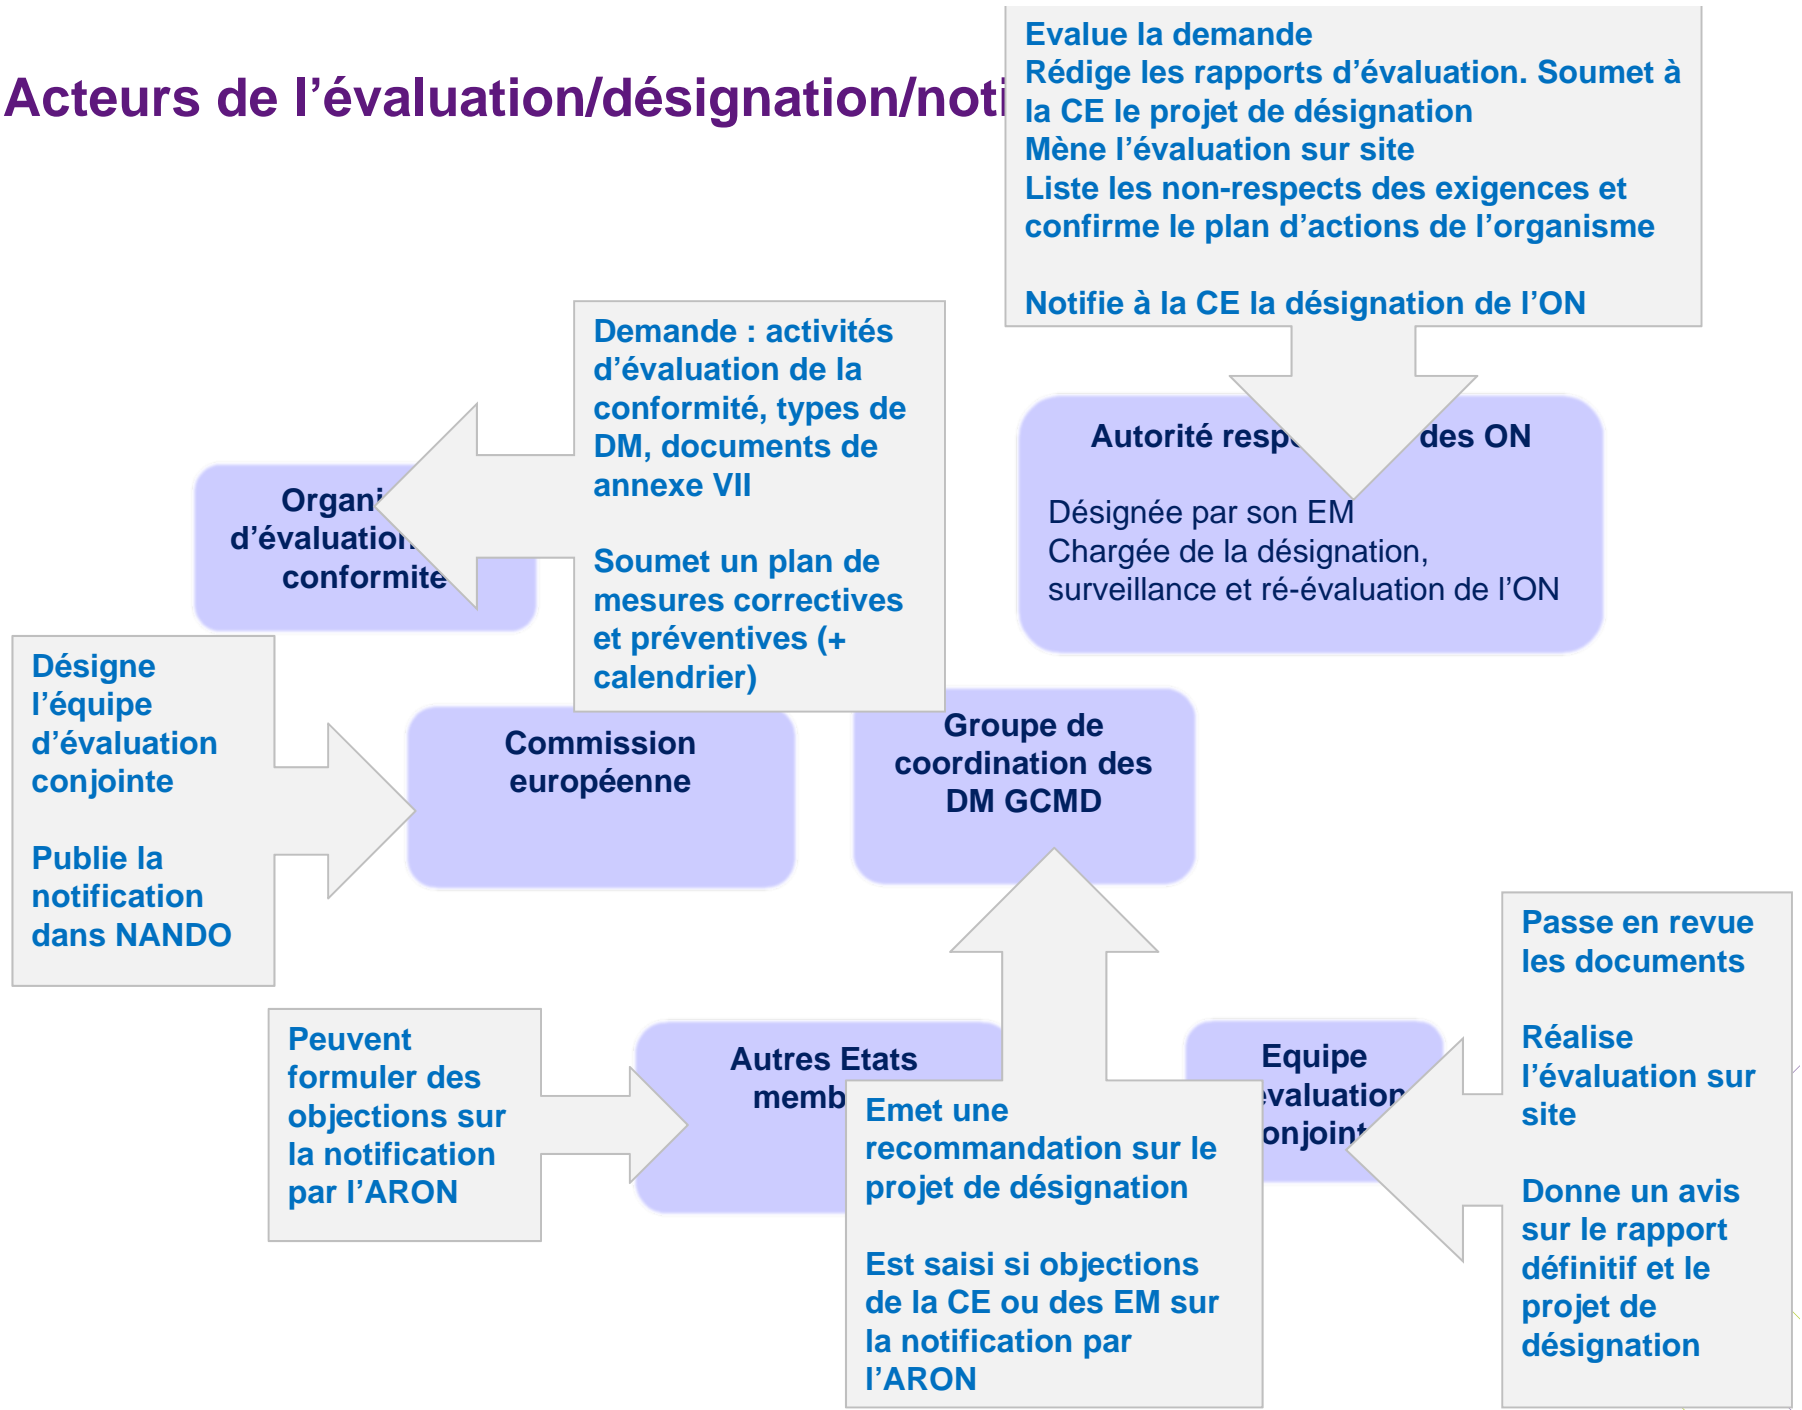 Acteurs de l’évaluation/désignation/noti
Evalue la demande
Rédige les rapports d’évaluation. Soumet à
la CE le projet de désignation
Mène l’évaluation sur site
Liste les non-respects des exigences et
confirme le plan d’actions de l’organisme
Notifie à la CE la désignation de l’ON
Demande : activités
d’évaluation de la
conformité, types de
DM, documents de
annexe VII
Soumet un plan de
mesures correctives
et préventives (+
calendrier)
Autorité resp des ON
Désignée par son EM
Chargée de la désignation,
surveillance et ré-évaluation de l’ON
Organi
d’évaluation
conformité
Désigne
l’équipe
d’évaluation
conjointe
Publie la
notification
dans NANDO
Commission
européenne
Groupe de
coordination des
DM GCMD
Peuvent
formuler des
objections sur
la notification
par l’ARON
Autres Etats
memb
Emet une
recommandation sur le
projet de désignation
Est saisi si objections
de la CE ou des EM sur
la notification par
l’ARON
Equipe
évaluation
onjoint
Passe en revue
les documents
Réalise
l’évaluation sur
site
Donne un avis
sur le rapport
définitif et le
projet de
désignation